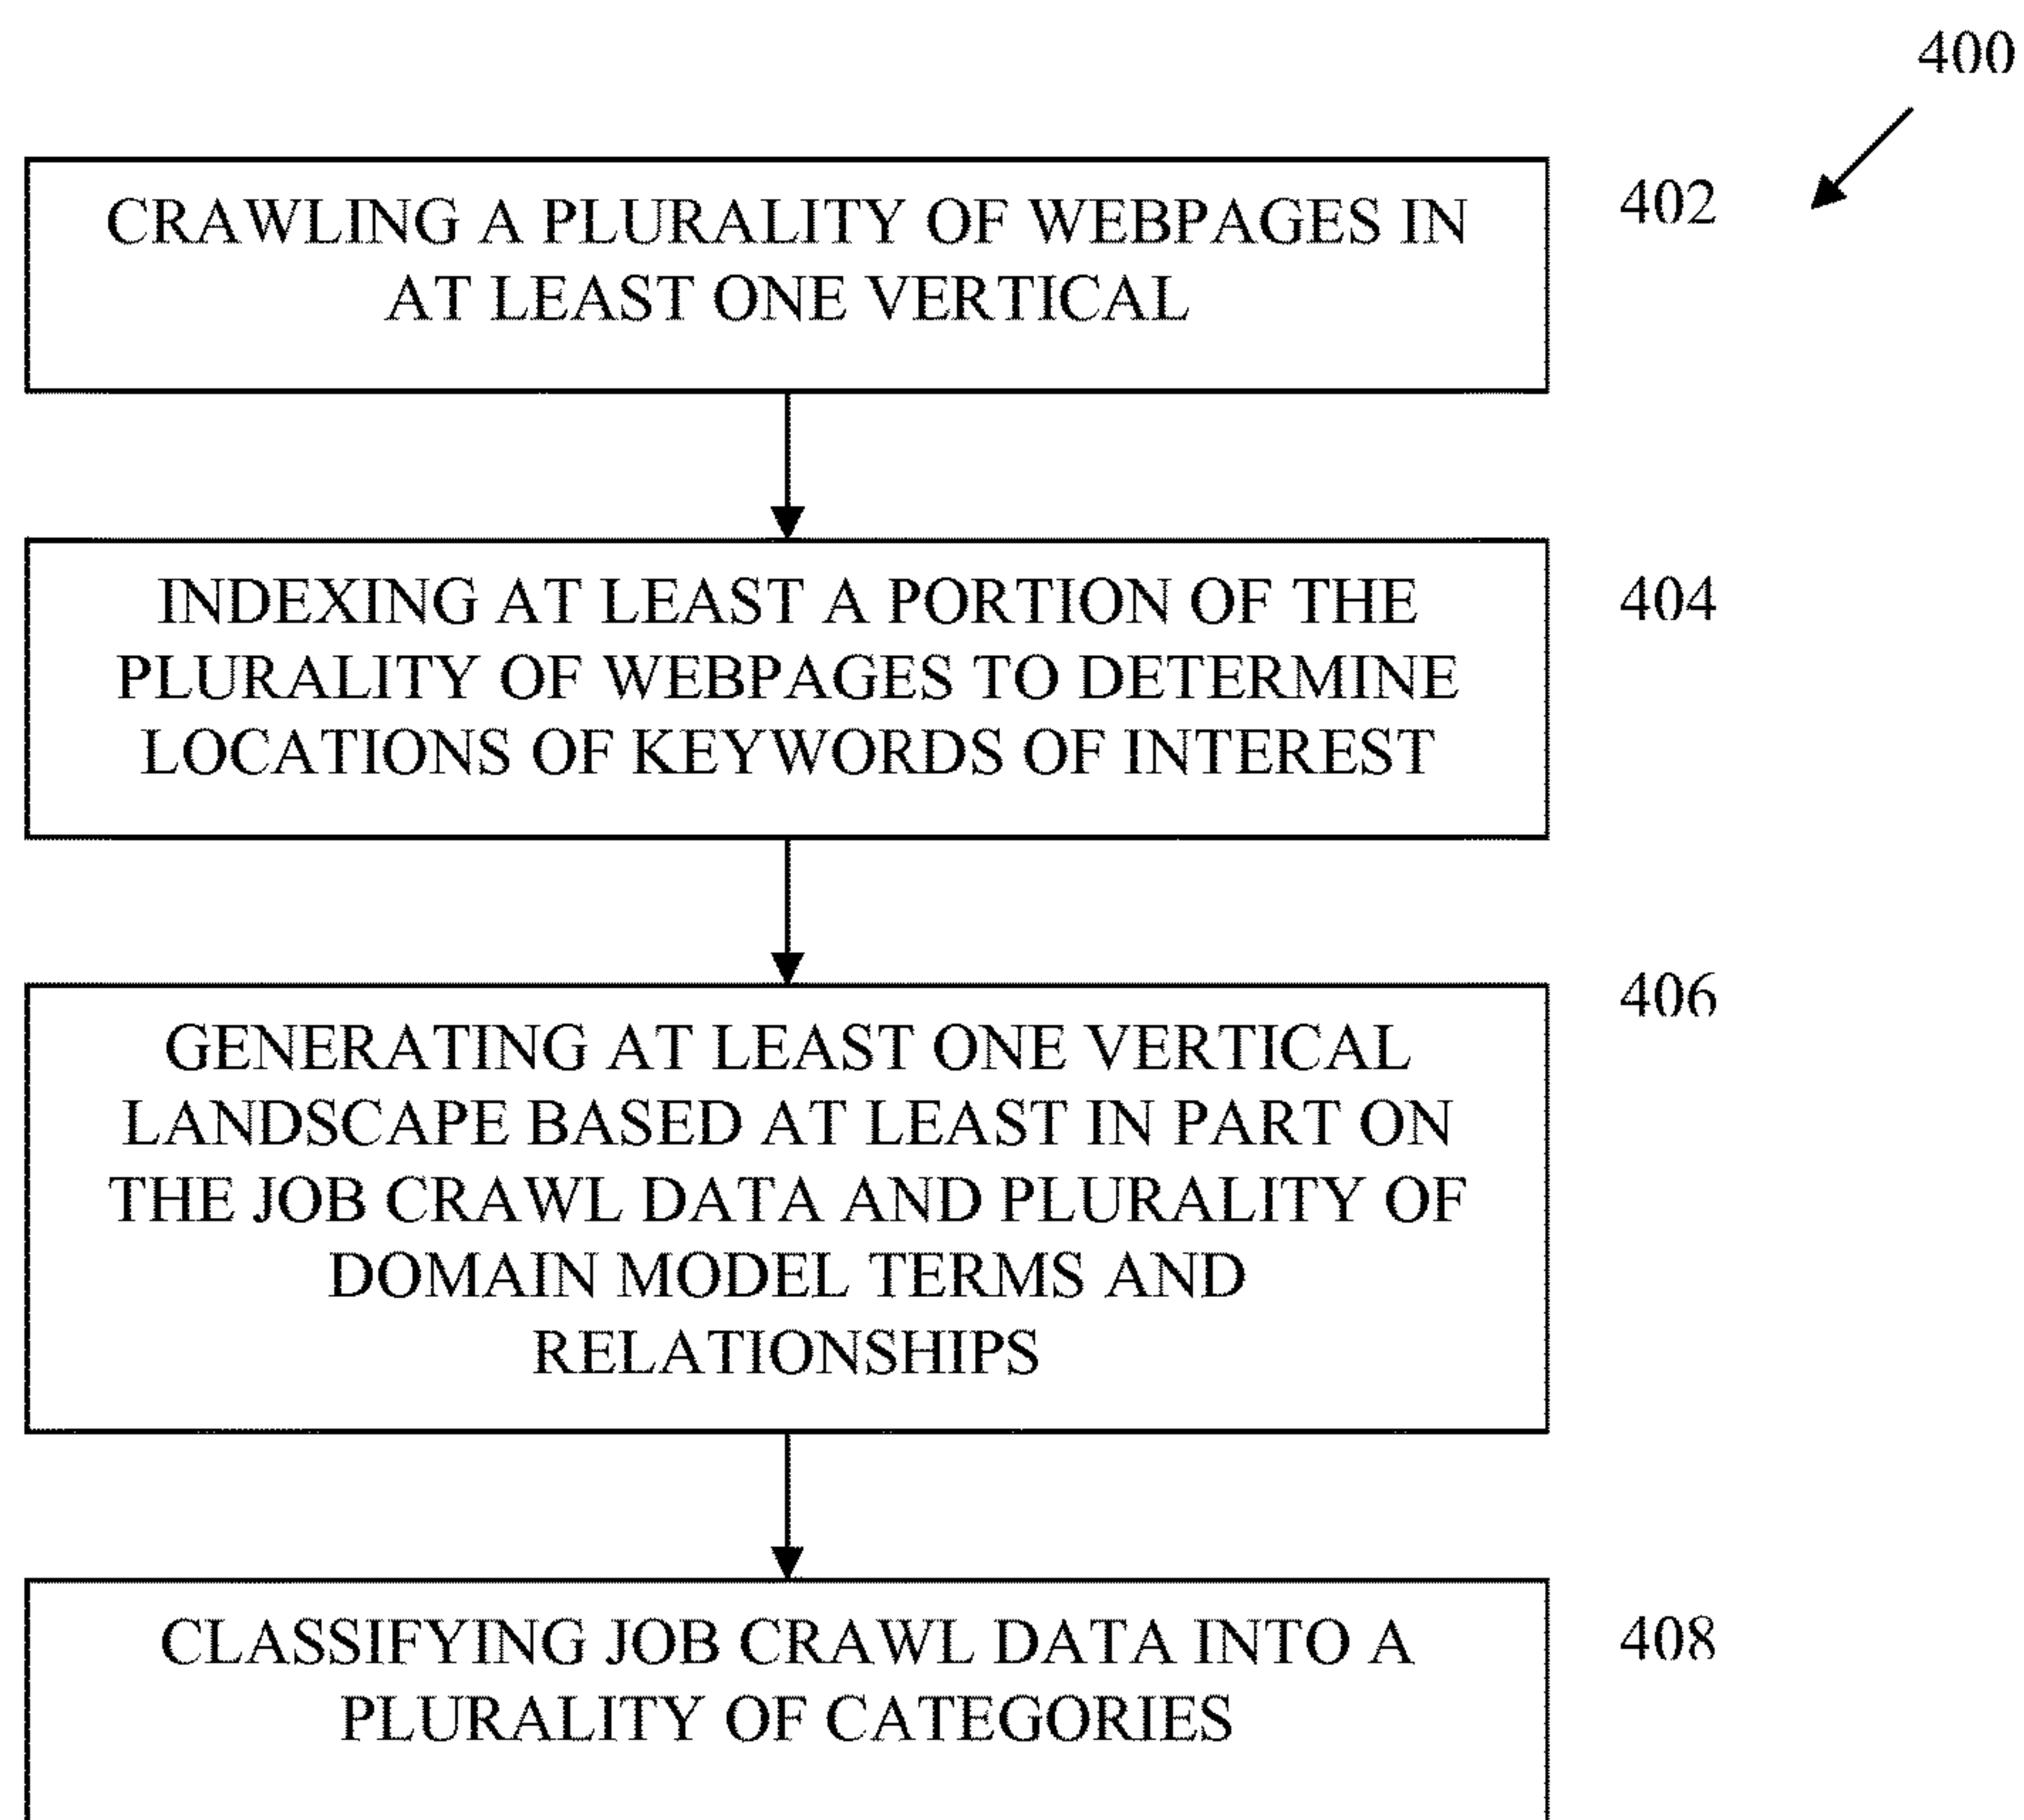 400
CRAWLING A PLURALITY OF WEBPAGES IN
AT LEAST ONE VERTICAL
402
INDEXING AT LEAST A PORTION OF THE
PLURALITY OF WEBPAGES TO DETERMINE
LOCATIONS OF KEYWORDS OF INTEREST
404
GENERATING AT LEAST ONE VERTICAL
LANDSCAPE BASED AT LEAST IN PART ON
THE JOB CRAWL DATA AND PLURALITY OF
DOMAIN MODEL TERMS AND
RELATIONSHIPS
406
CLASSIFYING JOB CRAWL DATA INTO A
PLURALITY OF CATEGORIES
408